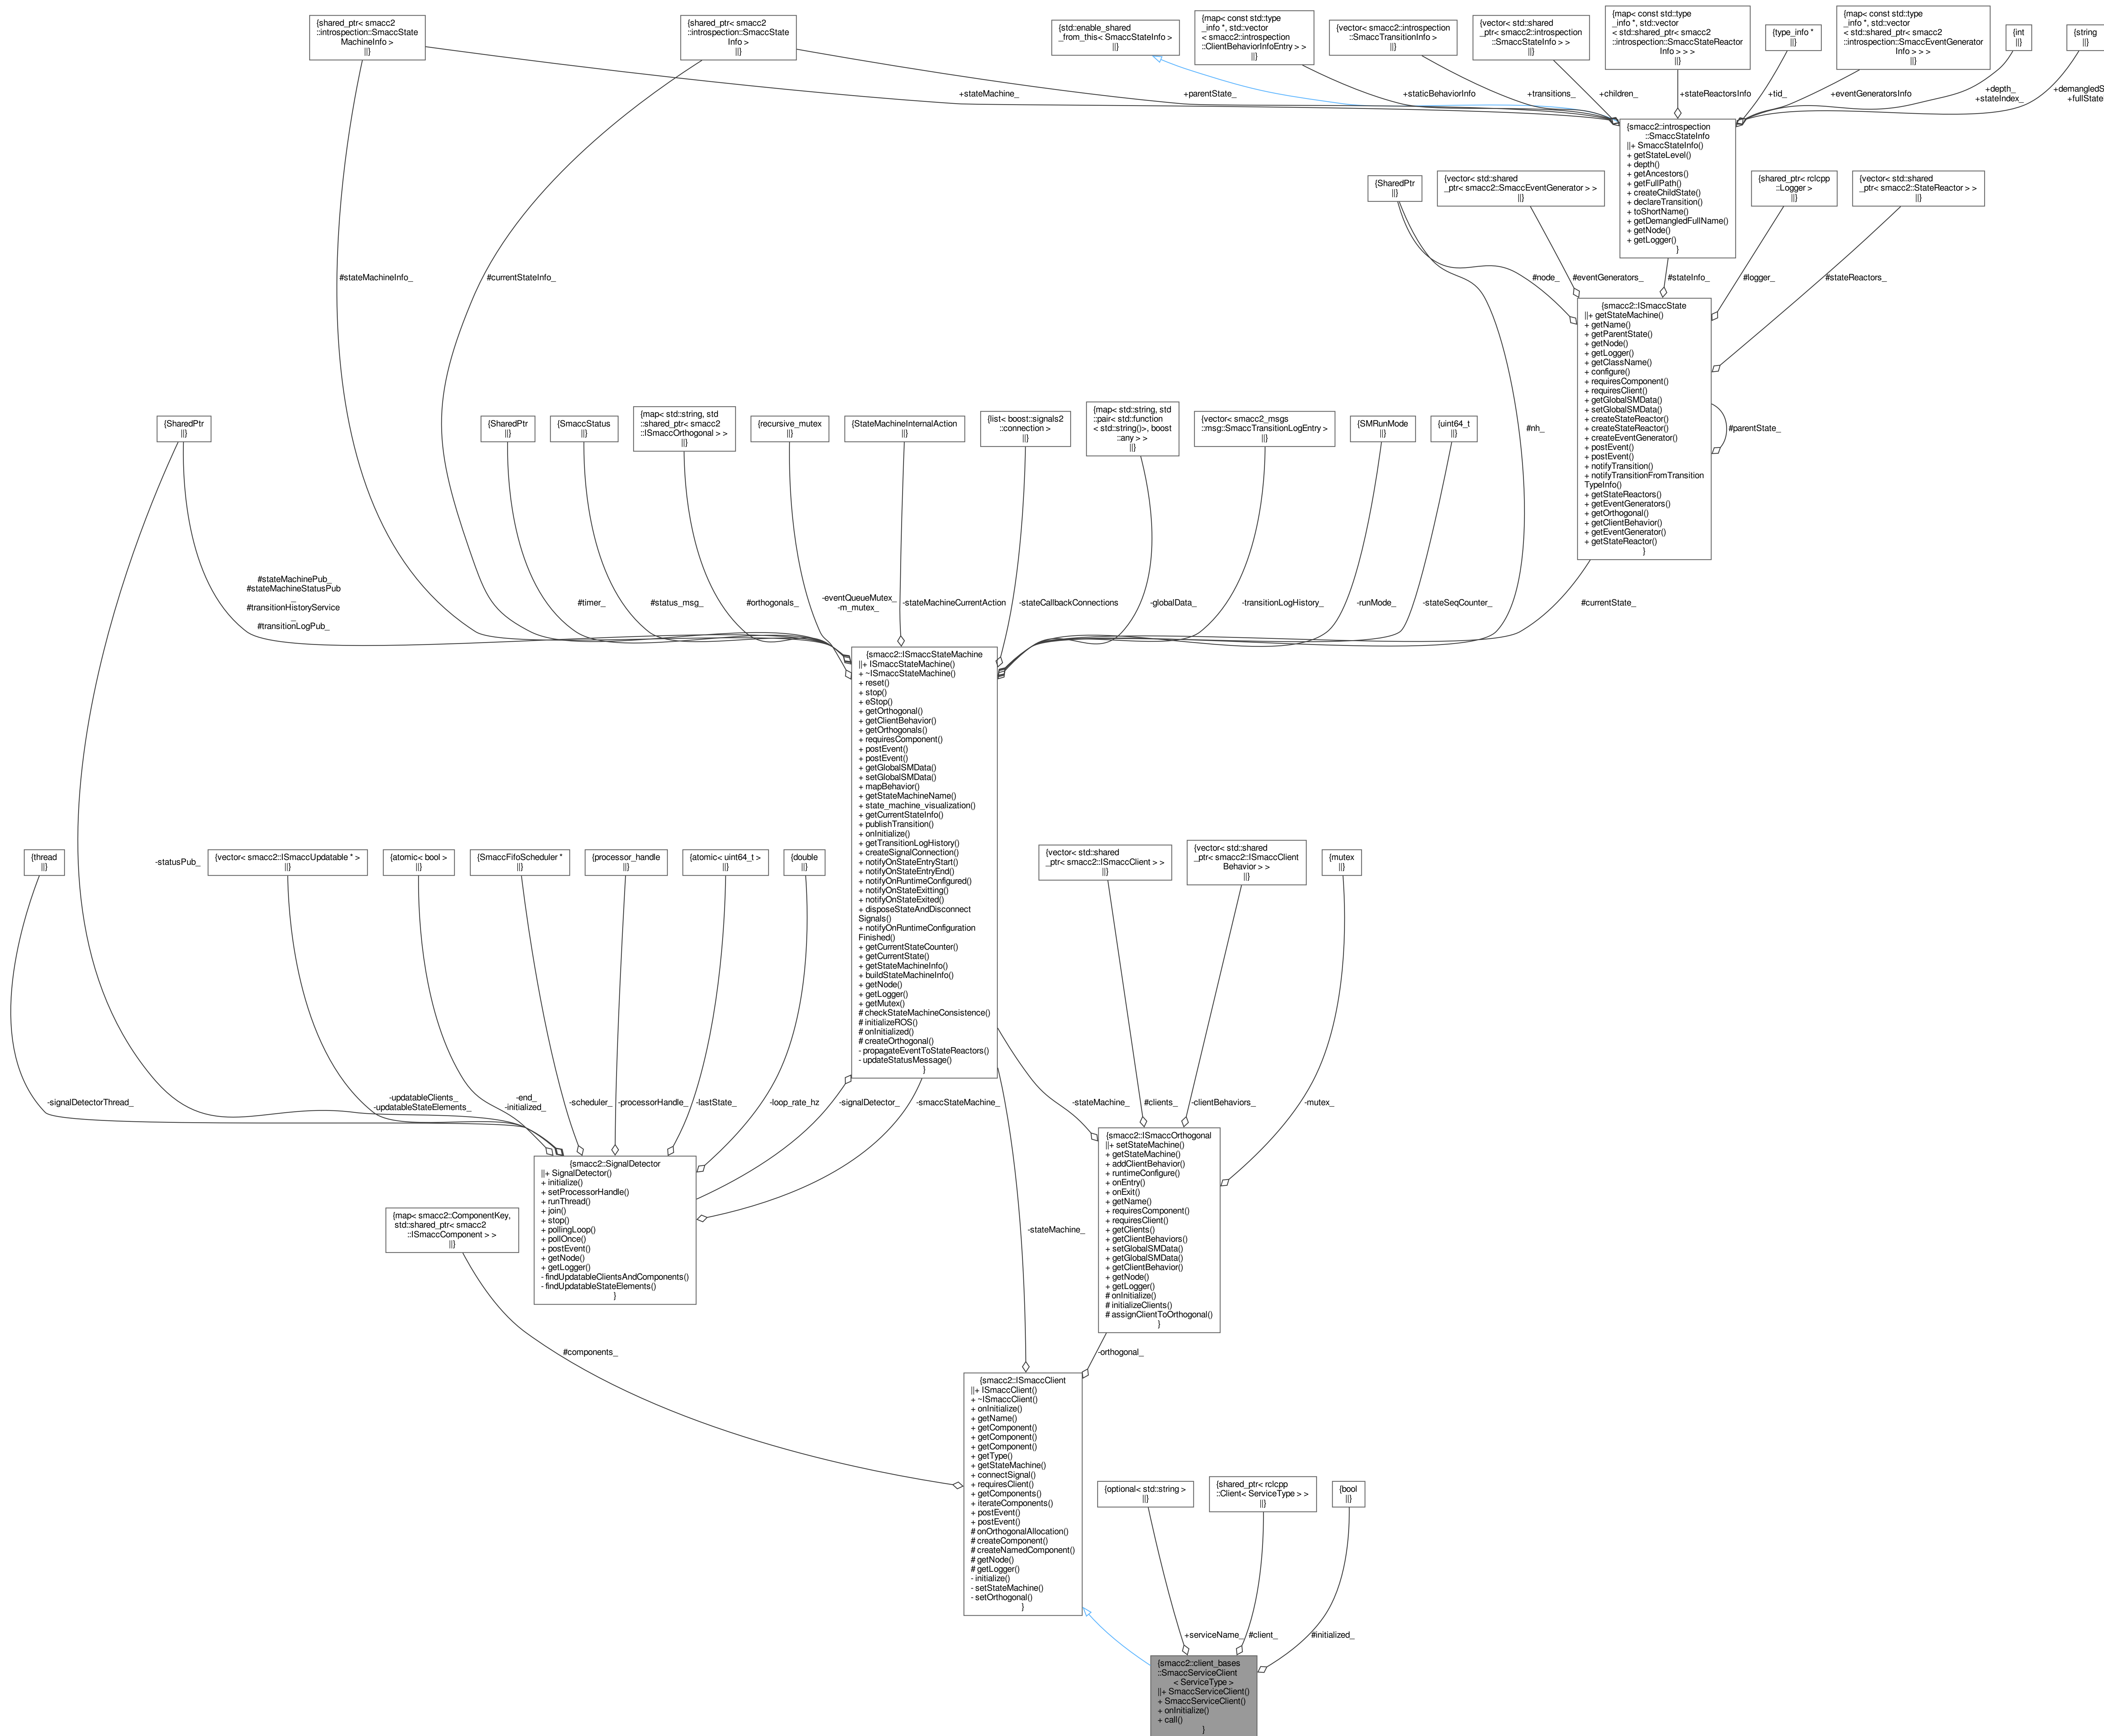 {shared_ptr< smacc2
::introspection::SmaccState
MachineInfo >
||}
{shared_ptr< smacc2
::introspection::SmaccState
Info >
||}
{std::enable_shared
_from_this< SmaccStateInfo >
||}
{map< const std::type
_info *, std::vector
< smacc2::introspection
::ClientBehaviorInfoEntry > >
||}
{vector< smacc2::introspection
::SmaccTransitionInfo >
||}
{vector< std::shared
_ptr< smacc2::introspection
::SmaccStateInfo > >
||}
{map< const std::type
_info *, std::vector
< std::shared_ptr< smacc2
::introspection::SmaccStateReactor
Info > > >
||}
{type_info *
||}
{map< const std::type
_info *, std::vector
< std::shared_ptr< smacc2
::introspection::SmaccEventGenerator
Info > > >
||}
{int
||}
{string
||}
+stateMachine_
+parentState_
+staticBehaviorInfo
+transitions_
+children_
+stateReactorsInfo
+tid_
+eventGeneratorsInfo
+depth_
+stateIndex_
+demangledS
+fullState
{smacc2::introspection
::SmaccStateInfo
||+ SmaccStateInfo()
+ getStateLevel()
+ depth()
+ getAncestors()
+ getFullPath()
+ createChildState()
+ declareTransition()
+ toShortName()
+ getDemangledFullName()
+ getNode()
+ getLogger()
}
{SharedPtr
||}
{vector< std::shared
_ptr< smacc2::SmaccEventGenerator > >
||}
{shared_ptr< rclcpp
::Logger >
||}
{vector< std::shared
_ptr< smacc2::StateReactor > >
||}
#stateMachineInfo_
#currentStateInfo_
#node_
#eventGenerators_
#stateInfo_
#logger_
#stateReactors_
{smacc2::ISmaccState
||+ getStateMachine()
+ getName()
+ getParentState()
+ getNode()
+ getLogger()
+ getClassName()
+ configure()
+ requiresComponent()
+ requiresClient()
+ getGlobalSMData()
+ setGlobalSMData()
+ createStateReactor()
+ createStateReactor()
+ createEventGenerator()
+ postEvent()
+ postEvent()
+ notifyTransition()
+ notifyTransitionFromTransition
TypeInfo()
+ getStateReactors()
+ getEventGenerators()
+ getOrthogonal()
+ getClientBehavior()
+ getEventGenerator()
+ getStateReactor()
}
#parentState_
#nh_
{SharedPtr
||}
{SharedPtr
||}
{SmaccStatus
||}
{map< std::string, std
::shared_ptr< smacc2
::ISmaccOrthogonal > >
||}
{recursive_mutex
||}
{StateMachineInternalAction
||}
{list< boost::signals2
::connection >
||}
{map< std::string, std
::pair< std::function
< std::string()>, boost
::any > >
||}
{vector< smacc2_msgs
::msg::SmaccTransitionLogEntry >
||}
{SMRunMode
||}
{uint64_t
||}
#stateMachinePub_
#stateMachineStatusPub
_
#transitionHistoryService
_
#transitionLogPub_
#timer_
#status_msg_
#orthogonals_
-eventQueueMutex_
-m_mutex_
-stateMachineCurrentAction
-stateCallbackConnections
-globalData_
-transitionLogHistory_
-runMode_
-stateSeqCounter_
#currentState_
{smacc2::ISmaccStateMachine
||+ ISmaccStateMachine()
+ ~ISmaccStateMachine()
+ reset()
+ stop()
+ eStop()
+ getOrthogonal()
+ getClientBehavior()
+ getOrthogonals()
+ requiresComponent()
+ postEvent()
+ postEvent()
+ getGlobalSMData()
+ setGlobalSMData()
+ mapBehavior()
+ getStateMachineName()
+ state_machine_visualization()
+ getCurrentStateInfo()
+ publishTransition()
+ onInitialize()
+ getTransitionLogHistory()
+ createSignalConnection()
+ notifyOnStateEntryStart()
+ notifyOnStateEntryEnd()
+ notifyOnRuntimeConfigured()
+ notifyOnStateExitting()
+ notifyOnStateExited()
+ disposeStateAndDisconnect
Signals()
+ notifyOnRuntimeConfiguration
Finished()
+ getCurrentStateCounter()
+ getCurrentState()
+ getStateMachineInfo()
+ buildStateMachineInfo()
+ getNode()
+ getLogger()
+ getMutex()
# checkStateMachineConsistence()
# initializeROS()
# onInitialized()
# createOrthogonal()
- propagateEventToStateReactors()
- updateStatusMessage()
}
{thread
||}
-statusPub_
{vector< smacc2::ISmaccUpdatable * >
||}
{atomic< bool >
||}
{SmaccFifoScheduler *
||}
{processor_handle
||}
{atomic< uint64_t >
||}
{double
||}
{vector< std::shared
_ptr< smacc2::ISmaccClient > >
||}
{vector< std::shared
_ptr< smacc2::ISmaccClient
Behavior > >
||}
{mutex
||}
-signalDetectorThread_
-updatableClients_
-updatableStateElements_
-end_
-initialized_
-scheduler_
-processorHandle_
-lastState_
-loop_rate_hz
-signalDetector_
-smaccStateMachine_
-stateMachine_
#clients_
-clientBehaviors_
-mutex_
{smacc2::SignalDetector
||+ SignalDetector()
+ initialize()
+ setProcessorHandle()
+ runThread()
+ join()
+ stop()
+ pollingLoop()
+ pollOnce()
+ postEvent()
+ getNode()
+ getLogger()
- findUpdatableClientsAndComponents()
- findUpdatableStateElements()
}
{smacc2::ISmaccOrthogonal
||+ setStateMachine()
+ getStateMachine()
+ addClientBehavior()
+ runtimeConfigure()
+ onEntry()
+ onExit()
+ getName()
+ requiresComponent()
+ requiresClient()
+ getClients()
+ getClientBehaviors()
+ setGlobalSMData()
+ getGlobalSMData()
+ getClientBehavior()
+ getNode()
+ getLogger()
# onInitialize()
# initializeClients()
# assignClientToOrthogonal()
}
{map< smacc2::ComponentKey,
std::shared_ptr< smacc2
::ISmaccComponent > >
||}
-stateMachine_
#components_
-orthogonal_
{smacc2::ISmaccClient
||+ ISmaccClient()
+ ~ISmaccClient()
+ onInitialize()
+ getName()
+ getComponent()
+ getComponent()
+ getComponent()
+ getType()
+ getStateMachine()
+ connectSignal()
+ requiresClient()
+ getComponents()
+ iterateComponents()
+ postEvent()
+ postEvent()
# onOrthogonalAllocation()
# createComponent()
# createNamedComponent()
# getNode()
# getLogger()
- initialize()
- setStateMachine()
- setOrthogonal()
}
{optional< std::string >
||}
{shared_ptr< rclcpp
::Client< ServiceType > >
||}
{bool
||}
+serviceName_
#client_
#initialized_
{smacc2::client_bases
::SmaccServiceClient
< ServiceType >
||+ SmaccServiceClient()
+ SmaccServiceClient()
+ onInitialize()
+ call()
}